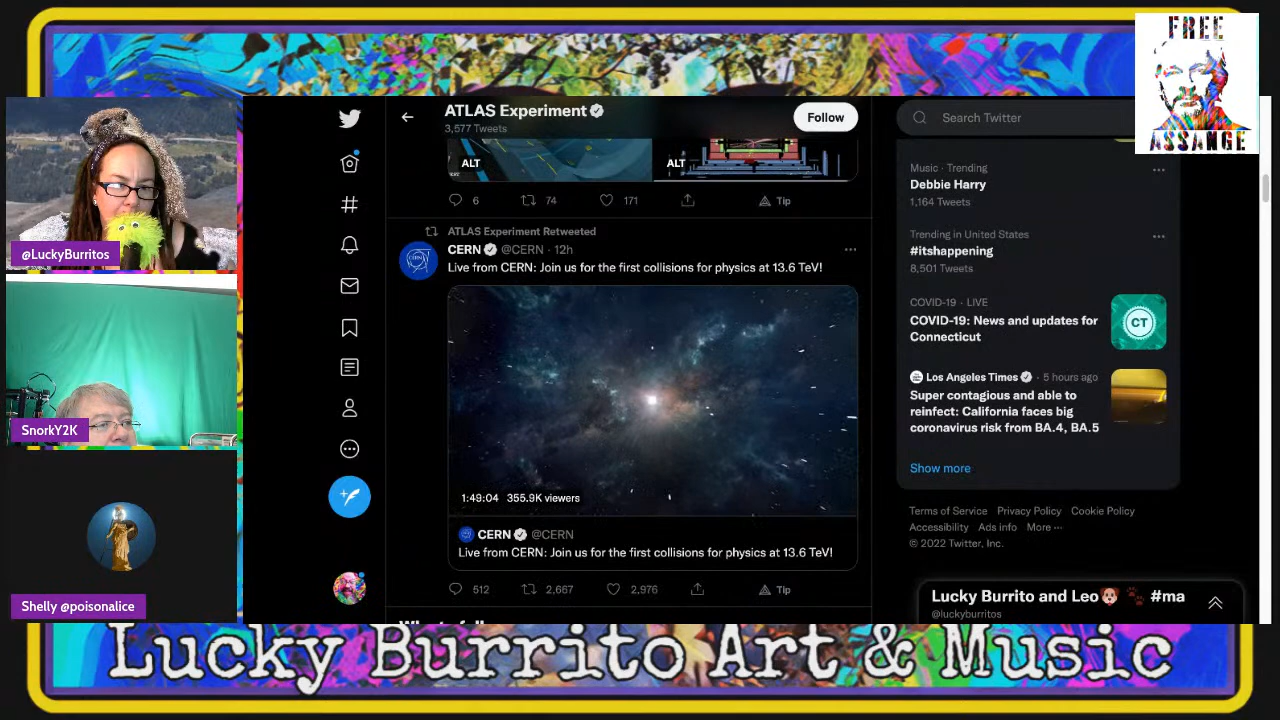 FREE
ASSANGE
@LuckyBurritos
SnorkY2K
Shelly @poisonalice
ATLAS Experiment
3,577 Tweets
Follow
ALT
ALT
6
74
171
Tip
ATLAS Experiment Retweeted
CERN @CERN · 12h
Live from CERN: Join us for the first collisions for physics at 13.6 TeV!
1:49:04 355.9K viewers
CERN @CERN
Live from CERN: Join us for the first collisions for physics at 13.6 TeV!
512
2,667
2,976
Tip
Search Twitter
Music · Trending
Debbie Harry
1,164 Tweets
Trending in United States
#itshappening
8,501 Tweets
COVID-19 · LIVE
COVID-19: News and updates for
Connecticut
CT
Los Angeles Times · 5 hours ago
Super contagious and able to
reinfect: California faces big
coronavirus risk from BA.4, BA.5
Show more
Terms of Service Privacy Policy Cookie Policy
Accessibility Ads info More ···
© 2022 Twitter, Inc.
Lucky Burrito and Leo🐶 🐾 #ma
@luckyburritos
Lucky Burrito Art & Music